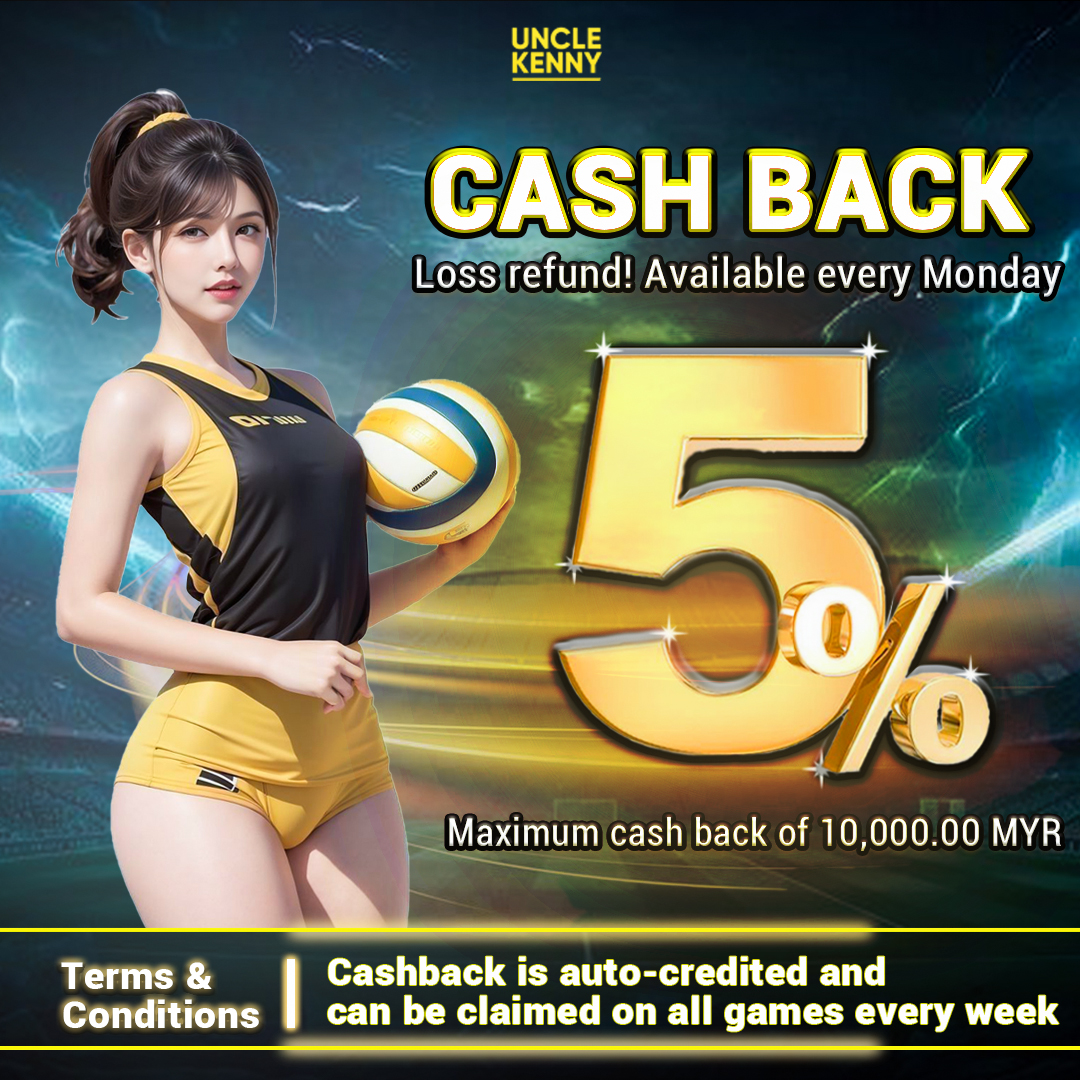 UNCLE
KENNY
CASH BACK
Loss refund! Available every Monday
5%
Maximum cash back of 10,000.00 MYR
Terms &
Conditions
Cashback is auto-credited and
can be claimed on all games every week